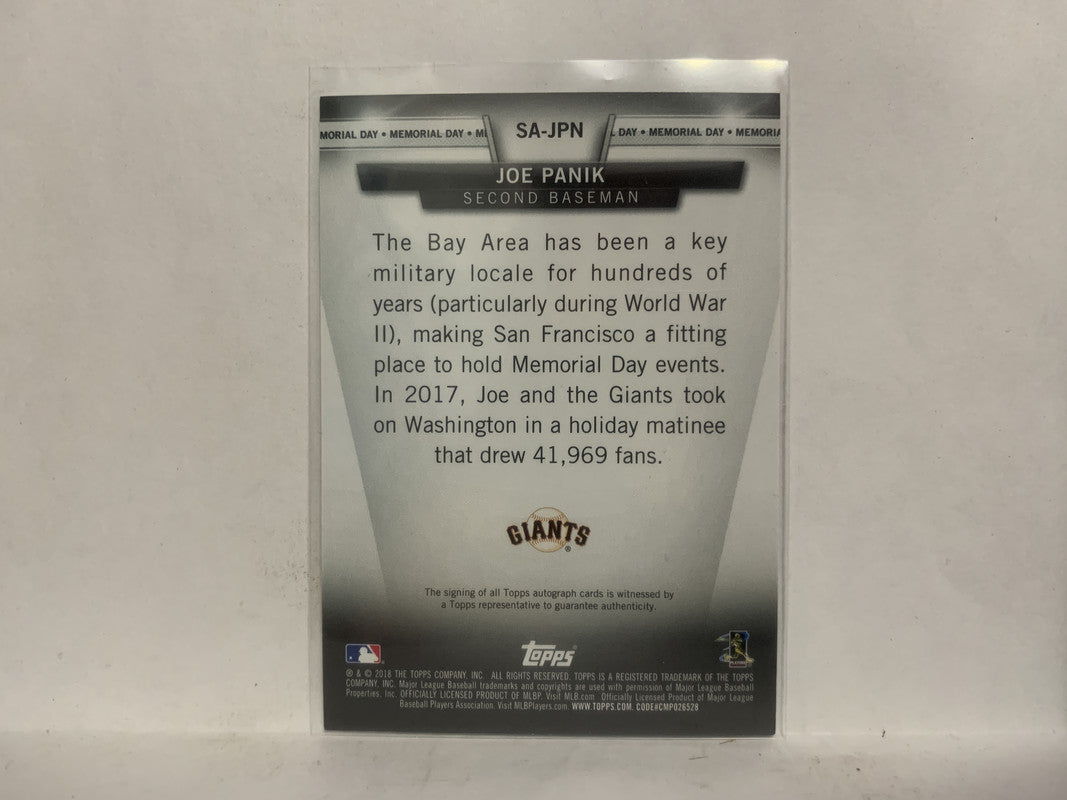 MORIAL DAY • MEMORIAL DAY • ME SA-JPN L DAY • MEMORIAL DAY • MEMORIA
JOE PANIK
SECOND BASEMAN
The Bay Area has been a key
military locale for hundreds of
years (particularly during World War
II), making San Francisco a fitting
place to hold Memorial Day events.
In 2017, Joe and the Giants took
on Washington in a holiday matinee
that drew 41,969 fans.
GIANTS ®
The signing of all Topps autograph cards is witnessed by
a Topps representative to guarantee authenticity.
topps
® & © 2018 THE TOPPS COMPANY, INC. ALL RIGHTS RESERVED. TOPPS IS A REGISTERED TRADEMARK OF THE TOPPS
COMPANY, INC. Major League Baseball trademarks and copyrights are used with permission of Major League Baseball
Properties, Inc. OFFICIALLY LICENSED PRODUCT OF MLBP. Visit MLB.com Officially Licensed Product of Major League
Baseball Players Association. Visit MLBPlayers.com. WWW.TOPPS.COM. CODE#CMP026528